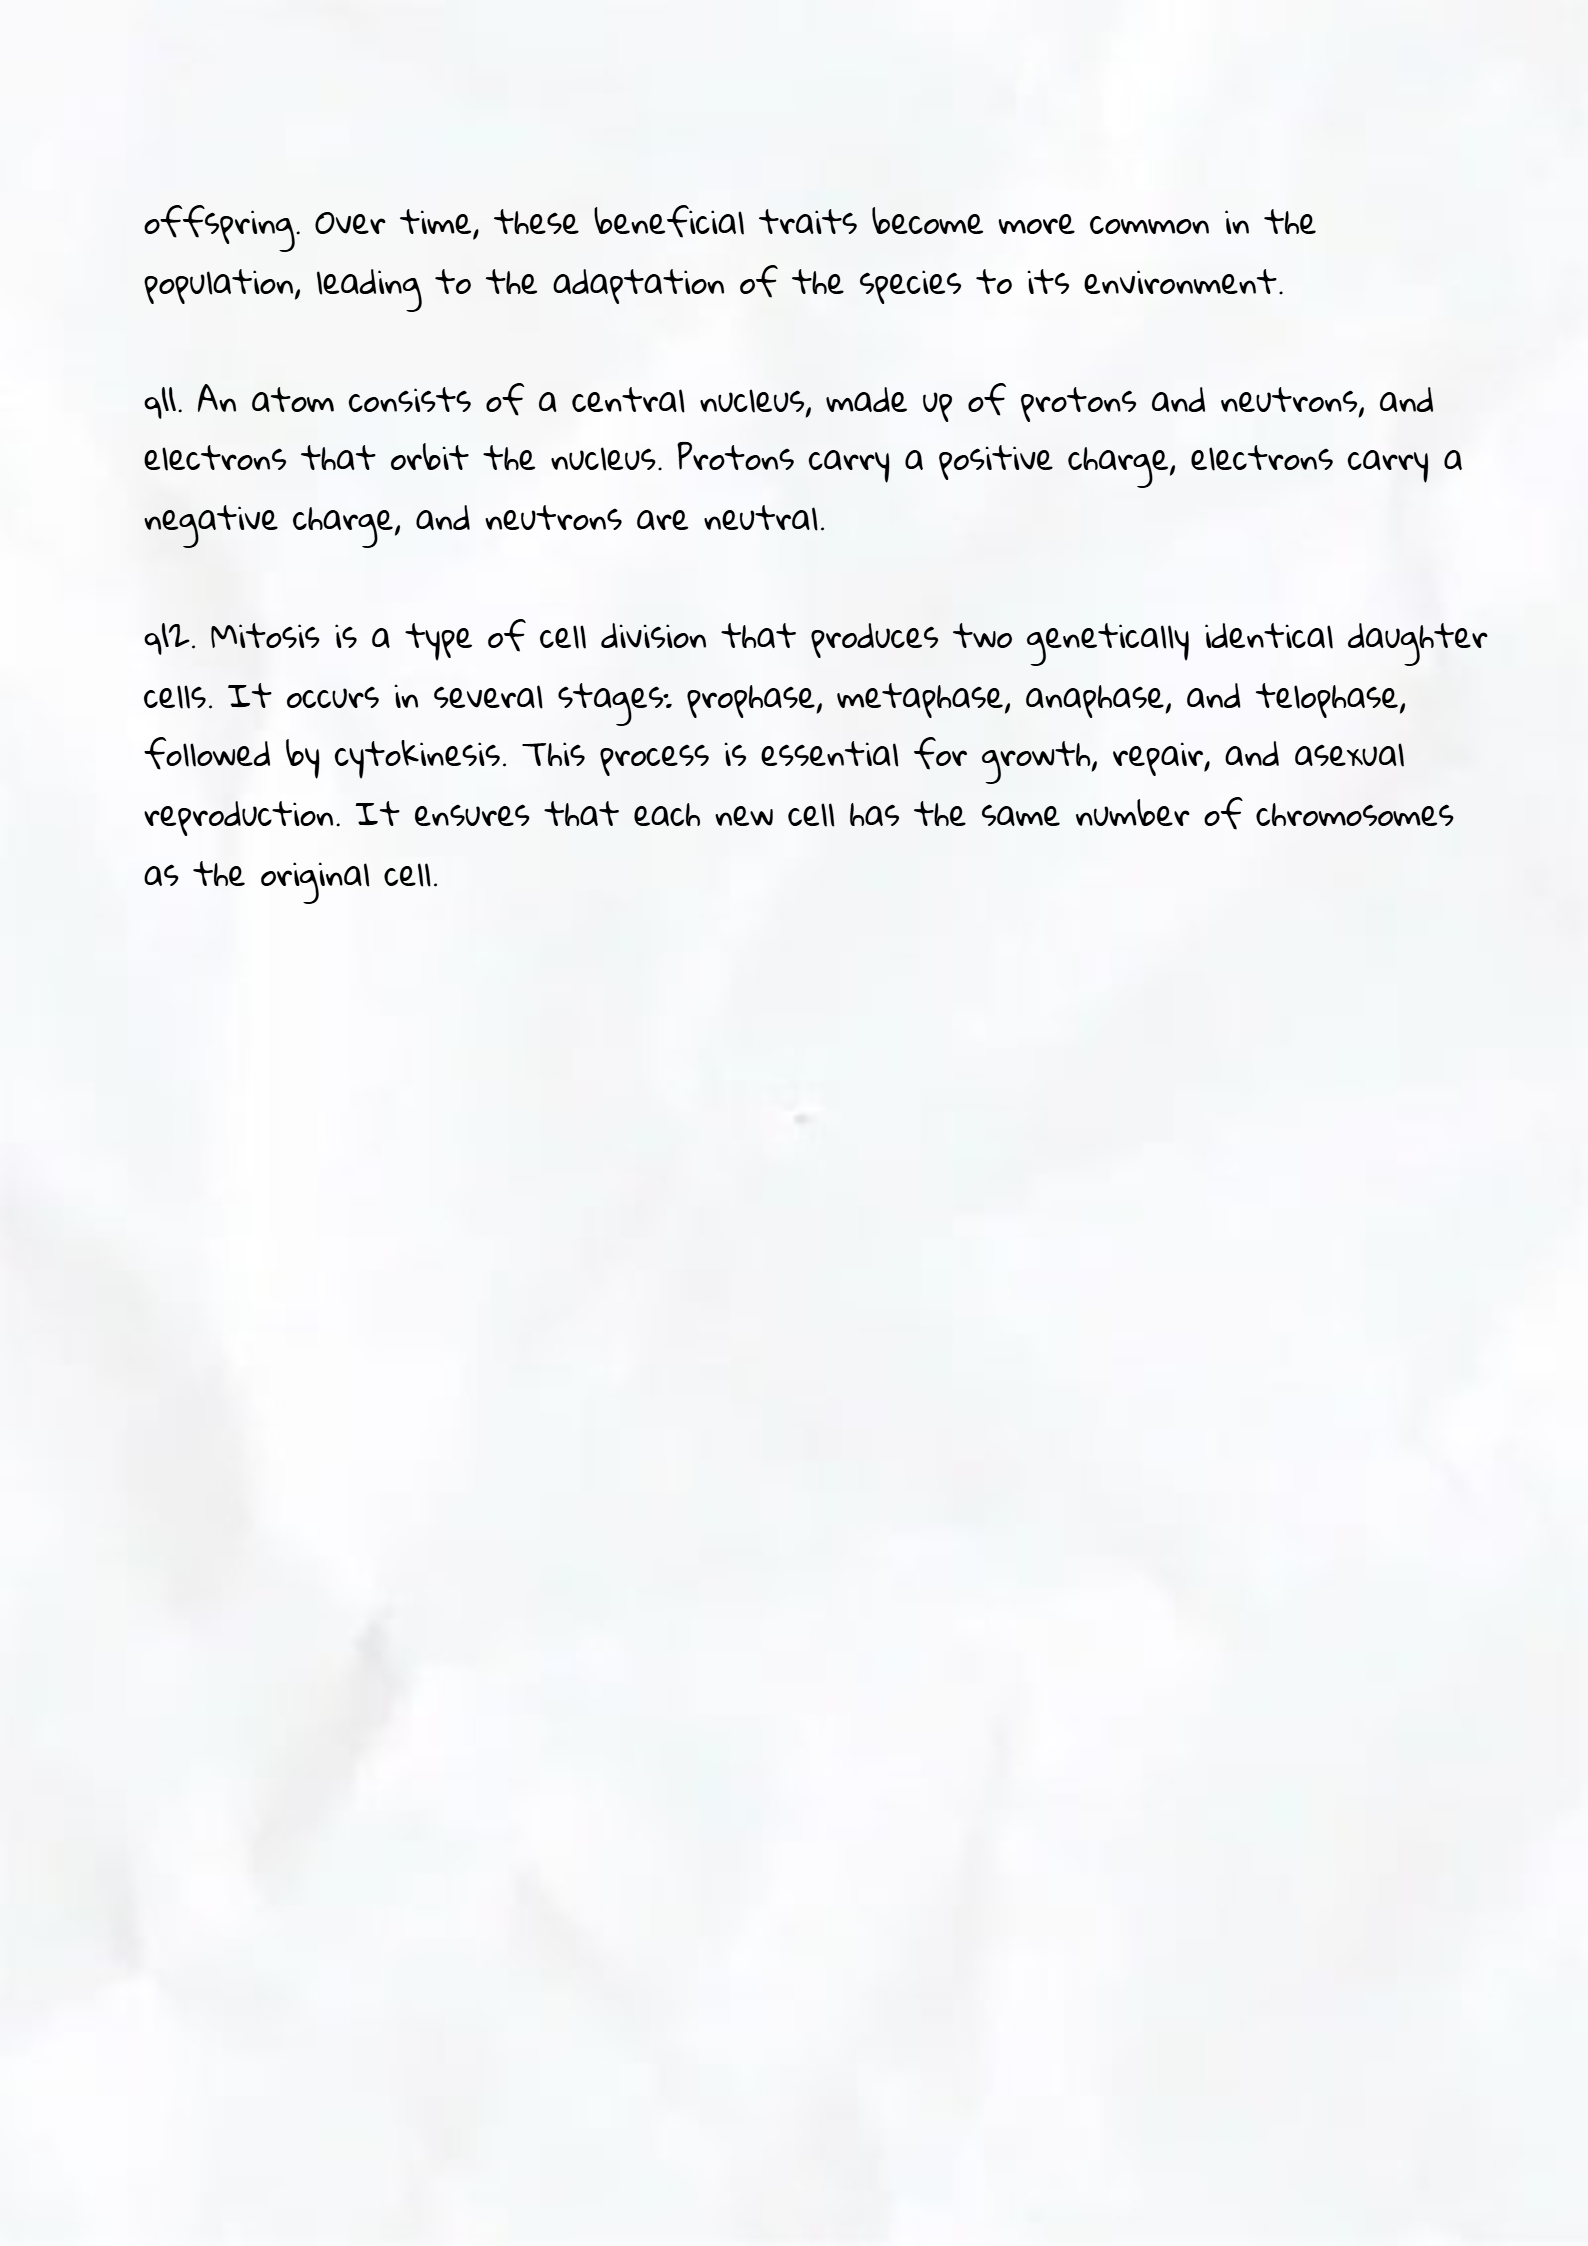 offspring. Over time, these beneficial traits become more common in the
population, leading to the adaptation of the species to its environment.
q11. An atom consists of a central nucleus, made up of protons and neutrons, and
electrons that orbit the nucleus. Protons carry a positive charge, electrons carry a
negative charge, and neutrons are neutral.
q12. Mitosis is a type of cell division that produces two genetically identical daughter
cells. It occurs in several stages: prophase, metaphase, anaphase, and telophase,
followed by cytokinesis. This process is essential for growth, repair, and asexual
reproduction. It ensures that each new cell has the same number of chromosomes
as the original cell.